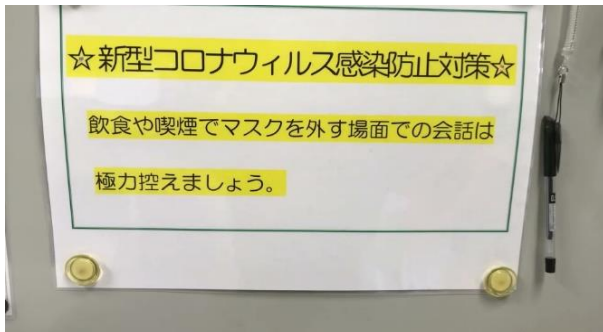 ☆新型コロナウィルス感染防止対策☆
飲食や喫煙でマスクを外す場面での会話は
極力控えましょう。